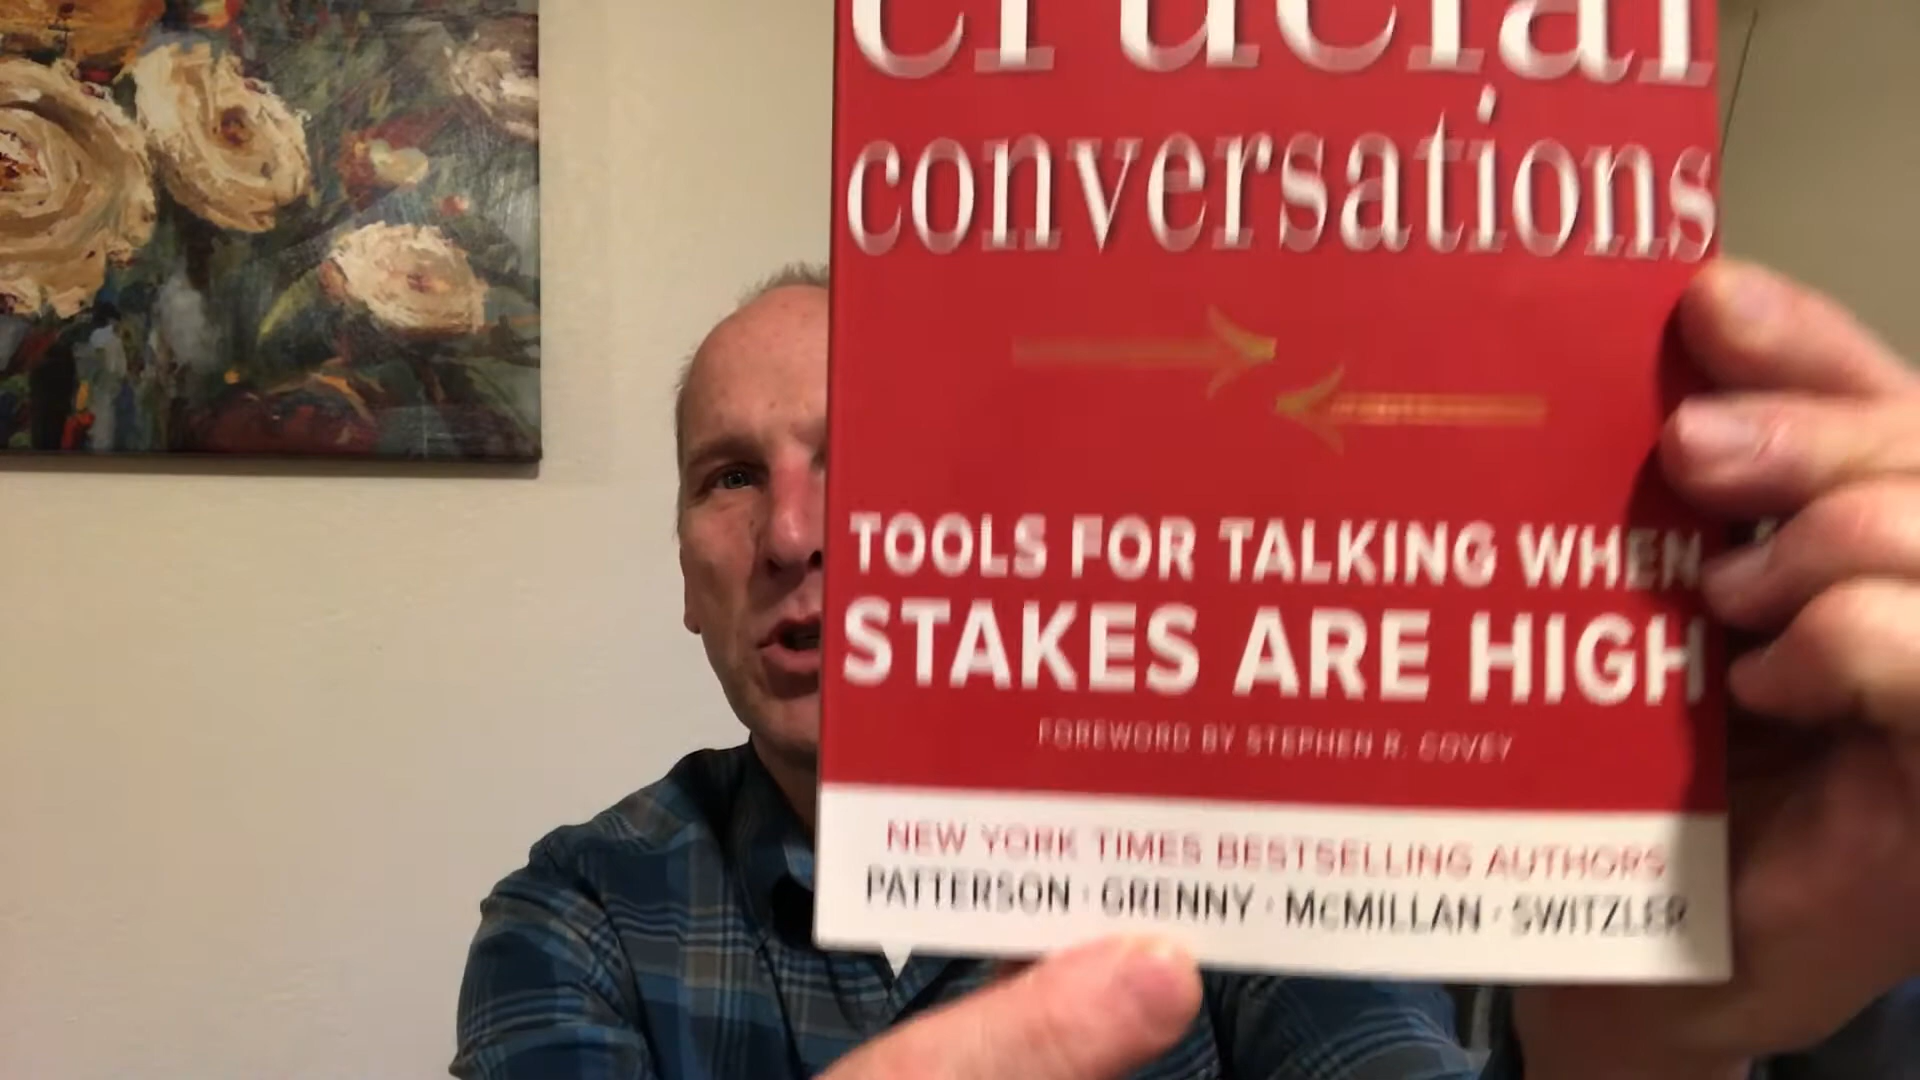 crucial
conversations
TOOLS FOR TALKING WHEN
STAKES ARE HIGH
FOREWORD BY STEPHEN R. COVEY
NEW YORK TIMES BESTSELLING AUTHORS
PATTERSON · GRENNY · McMILLAN · SWITZLER